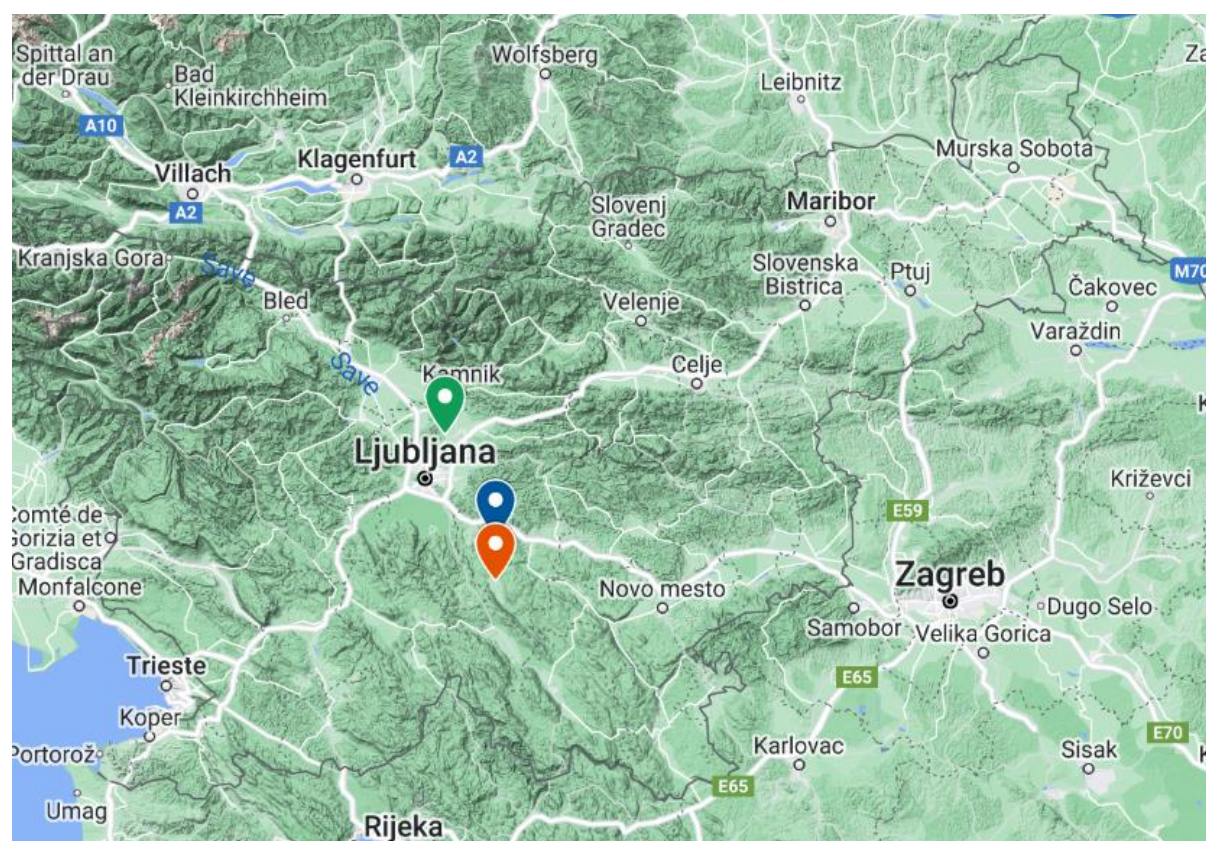 Spittal an
der Drau
Bad
Kleinkirchheim
Wolfsberg
Leibnitz
Za
A10
Villach
Klagenfurt
A2
Murska Sobota
A2
Slovenj
Gradec
Maribor
Kranjska Gora
Save
Bled
Slovenska
Bistrica
Ptuj
M70
Čakovec
Velenje
Varaždin
Save
Kamnik
Celje
Ljubljana
Križevci
Comté de
Gorizia et
Gradisca
E59
Monfalcone
Novo mesto
Zagreb
Dugo Selo
Samobor
Velika Gorica
Trieste
E65
Koper
Portorož
Karlovac
E70
Sisak
E65
Umag
Rijeka